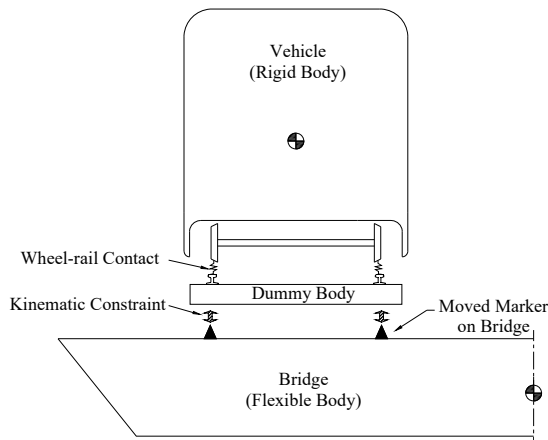 Vehicle
(Rigid Body)
Wheel-rail Contact
Dummy Body
Kinematic Constraint
Moved Marker
on Bridge
Bridge
(Flexible Body)